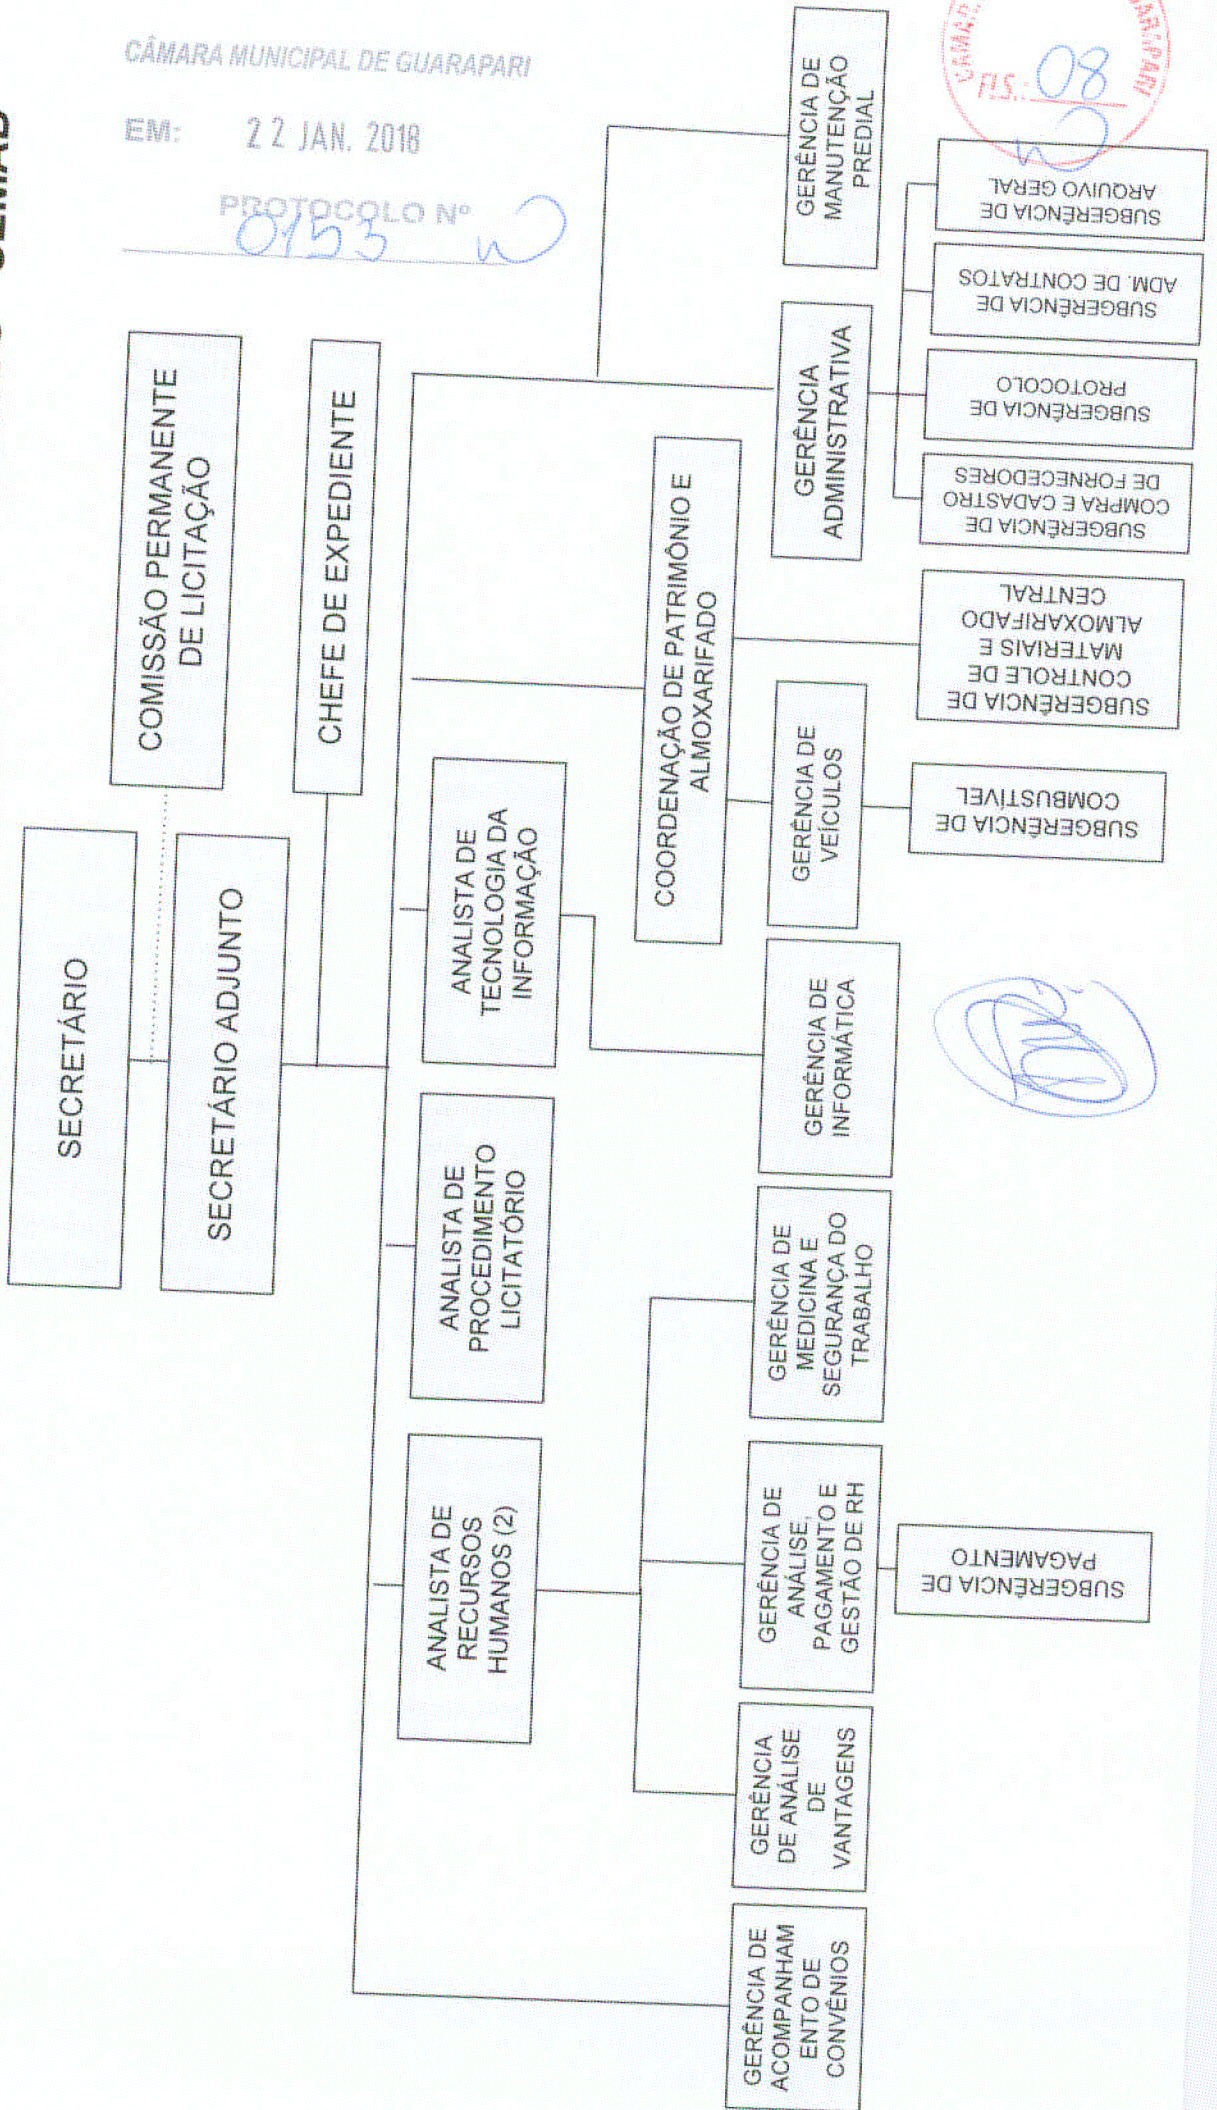 CÂMARA MUNICIPAL DE GUARAPARI
EM: 22 JAN. 2018
PROTOCOLO Nº
0153
FLS.: 08
SECRETÁRIO
COMISSÃO PERMANENTE
DE LICITAÇÃO
SECRETÁRIO ADJUNTO
CHEFE DE EXPEDIENTE
ANALISTA DE
RECURSOS
HUMANOS (2)
ANALISTA DE
PROCEDIMENTO
LICITATÓRIO
ANALISTA DE
TECNOLOGIA DA
INFORMAÇÃO
COORDENAÇÃO DE PATRIMÔNIO E
ALMOXARIFADO
GERÊNCIA DE
ACOMPANHAM
ENTO DE
CONVÊNIOS
GERÊNCIA
DE ANÁLISE
DE
VANTAGENS
GERÊNCIA DE
ANÁLISE,
PAGAMENTO E
GESTÃO DE RH
GERÊNCIA DE
MEDICINA E
SEGURANÇA DO
TRABALHO
GERÊNCIA DE
INFORMÁTICA
GERÊNCIA DE
VEÍCULOS
GERÊNCIA
ADMINISTRATIVA
GERÊNCIA DE
MANUTENÇÃO
PREDIAL
SUBGERÊNCIA DE
PAGAMENTO
SUBGERÊNCIA DE
COMBUSTÍVEL
SUBGERÊNCIA DE
CONTROLE DE
MATERIAIS E
ALMOXARIFADO
CENTRAL
SUBGERÊNCIA DE
COMPRA E CADASTRO
DE FORNECEDORES
SUBGERÊNCIA DE
PROTOCOLO
SUBGERÊNCIA DE
ADM. DE CONTRATOS
SUBGERÊNCIA DE
ARQUIVO GERAL